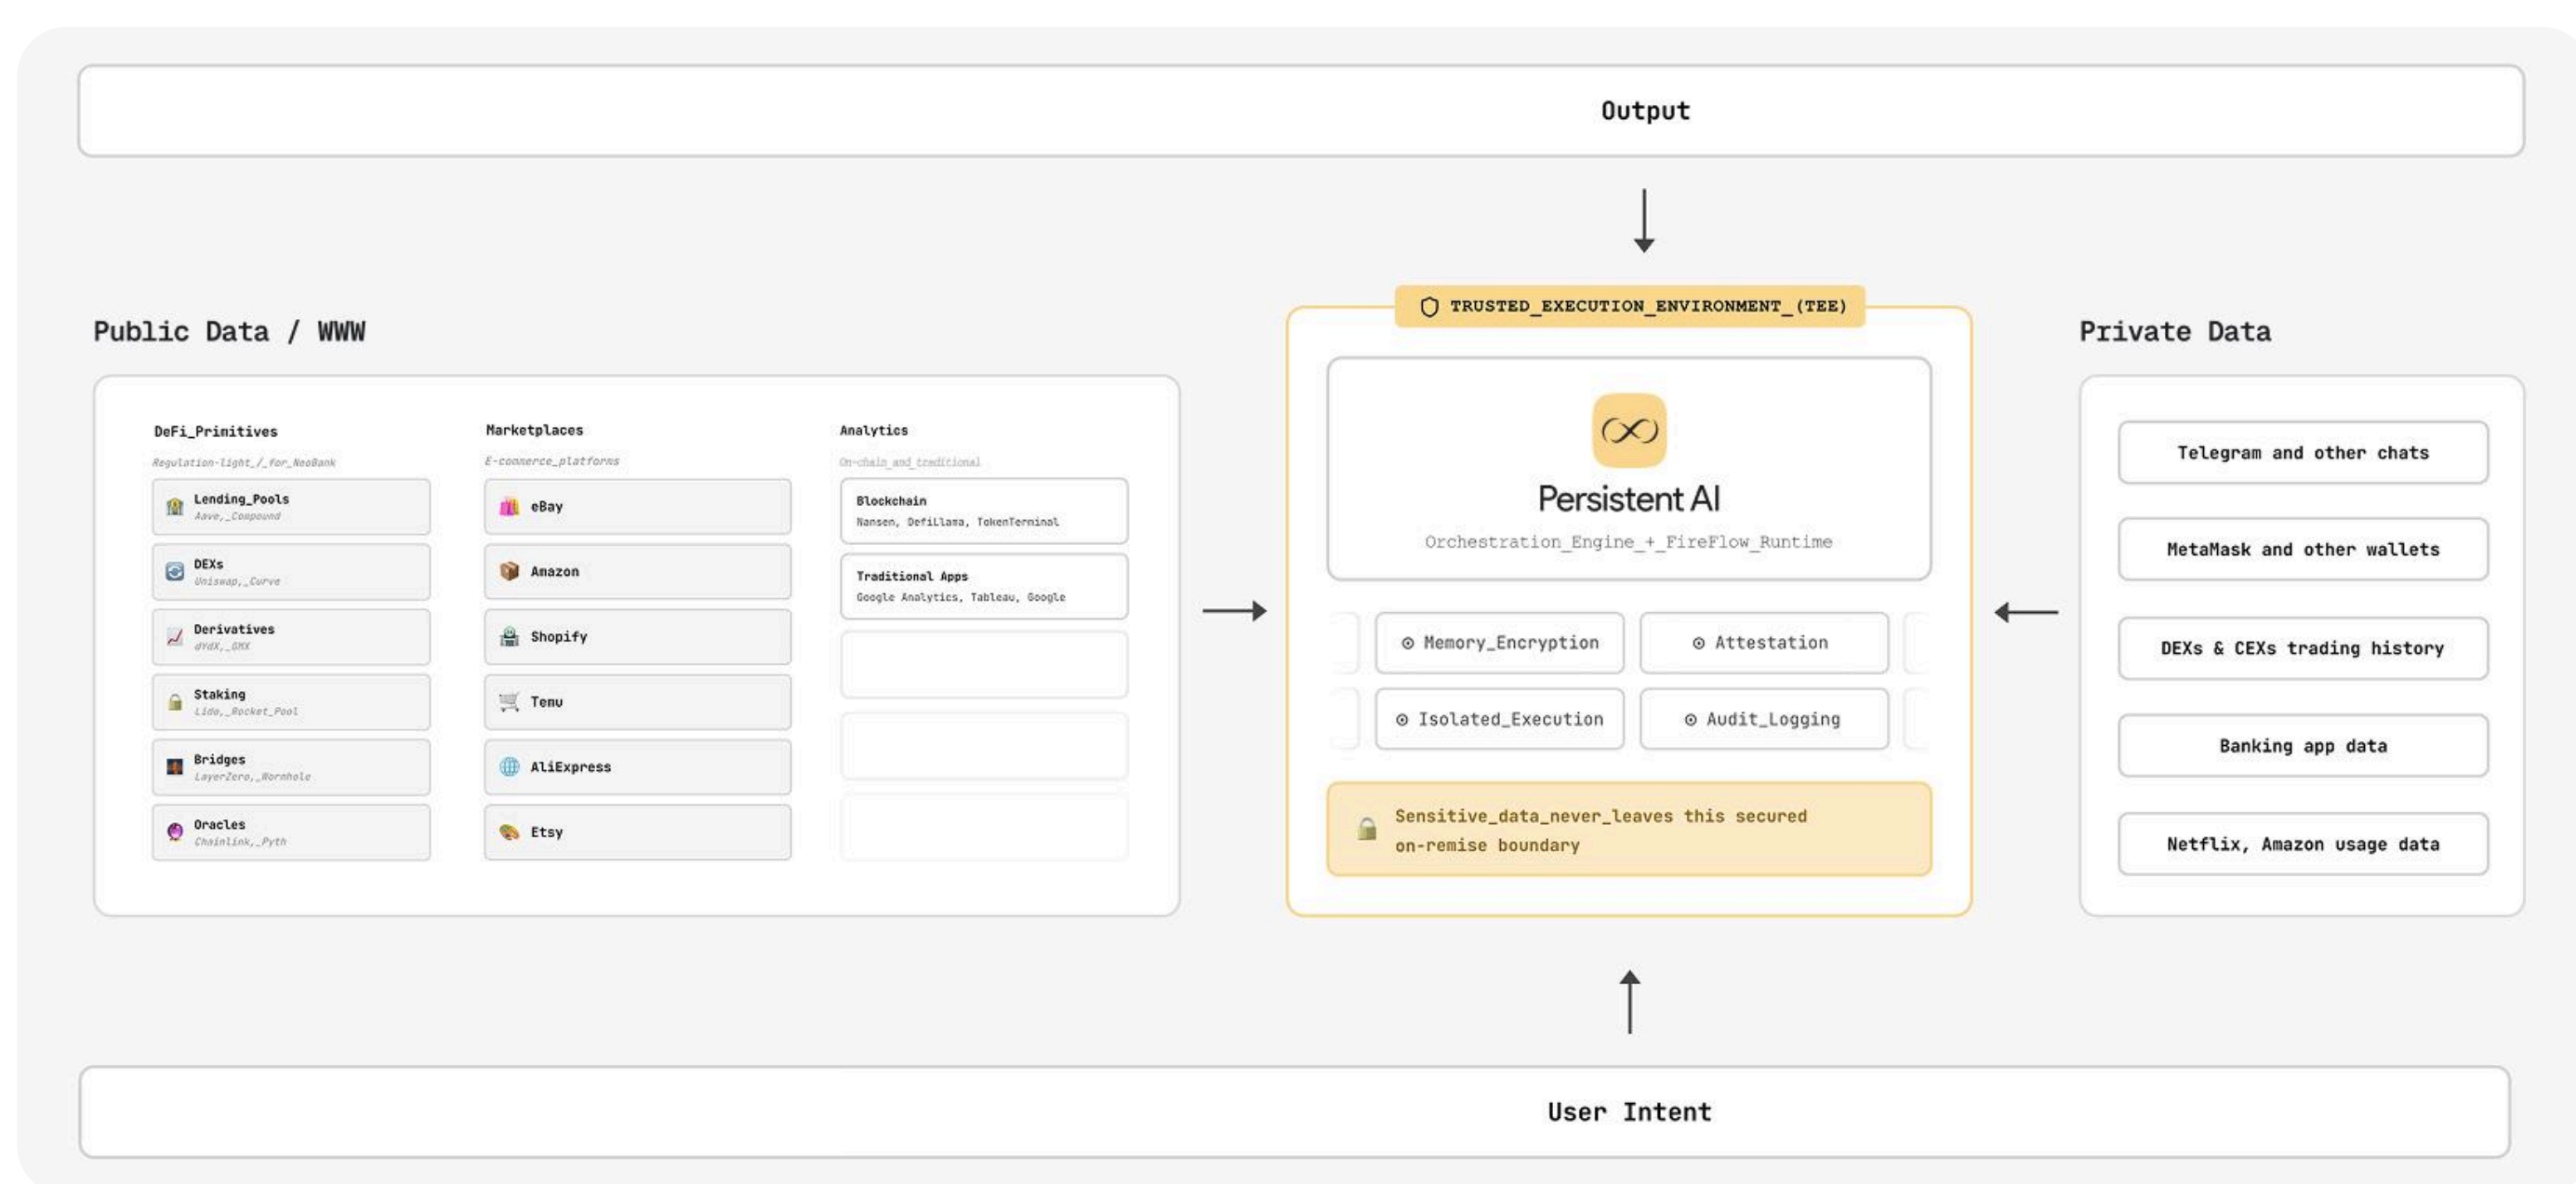 Output
Public Data / WWW
DeFi_Primitives
Regulation-light_/_for_NeoBank
Lending_Pools
Aave,_Compound
DEXs
Uniswap,_Curve
Derivatives
dYdX,_GMX
Staking
Lido,_Rocket_Pool
Bridges
LayerZero,_Wormhole
Oracles
Chainlink,_Pyth
Marketplaces
E-commerce_platforms
eBay
Amazon
Shopify
Temu
AliExpress
Etsy
Analytics
On-chain_and_traditional
Blockchain
Nansen, DefiLlama, TokenTerminal
Traditional Apps
Google Analytics, Tableau, Google
TRUSTED_EXECUTION_ENVIRONMENT_(TEE)
Persistent AI
Orchestration_Engine_+_FireFlow_Runtime
Memory_Encryption
Attestation
Isolated_Execution
Audit_Logging
Sensitive_data_never_leaves this secured
on-remise boundary
Private Data
Telegram and other chats
MetaMask and other wallets
DEXs & CEXs trading history
Banking app data
Netflix, Amazon usage data
User Intent